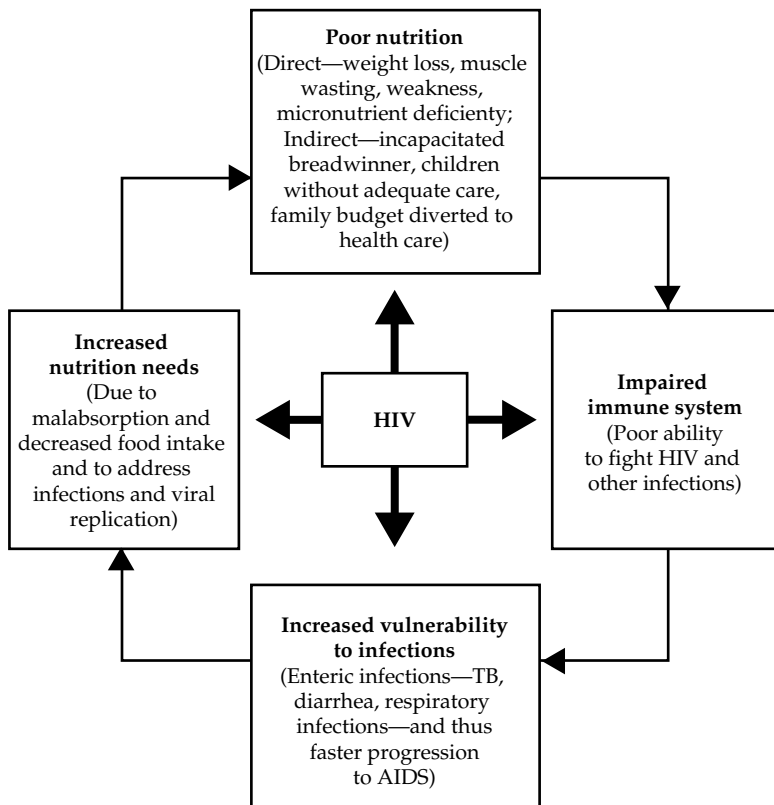 Poor nutrition
(Direct—weight loss, muscle
wasting, weakness,
micronutrient deficienty;
Indirect—incapacitated
breadwinner, children
without adequate care,
family budget diverted to
health care)
Increased
nutrition needs
(Due to
malabsorption and
decreased food intake
and to address
infections and viral
replication)
HIV
Impaired
immune system
(Poor ability
to fight HIV and
other infections)
Increased vulnerability
to infections
(Enteric infections—TB,
diarrhea, respiratory
infections—and thus
faster progression
to AIDS)